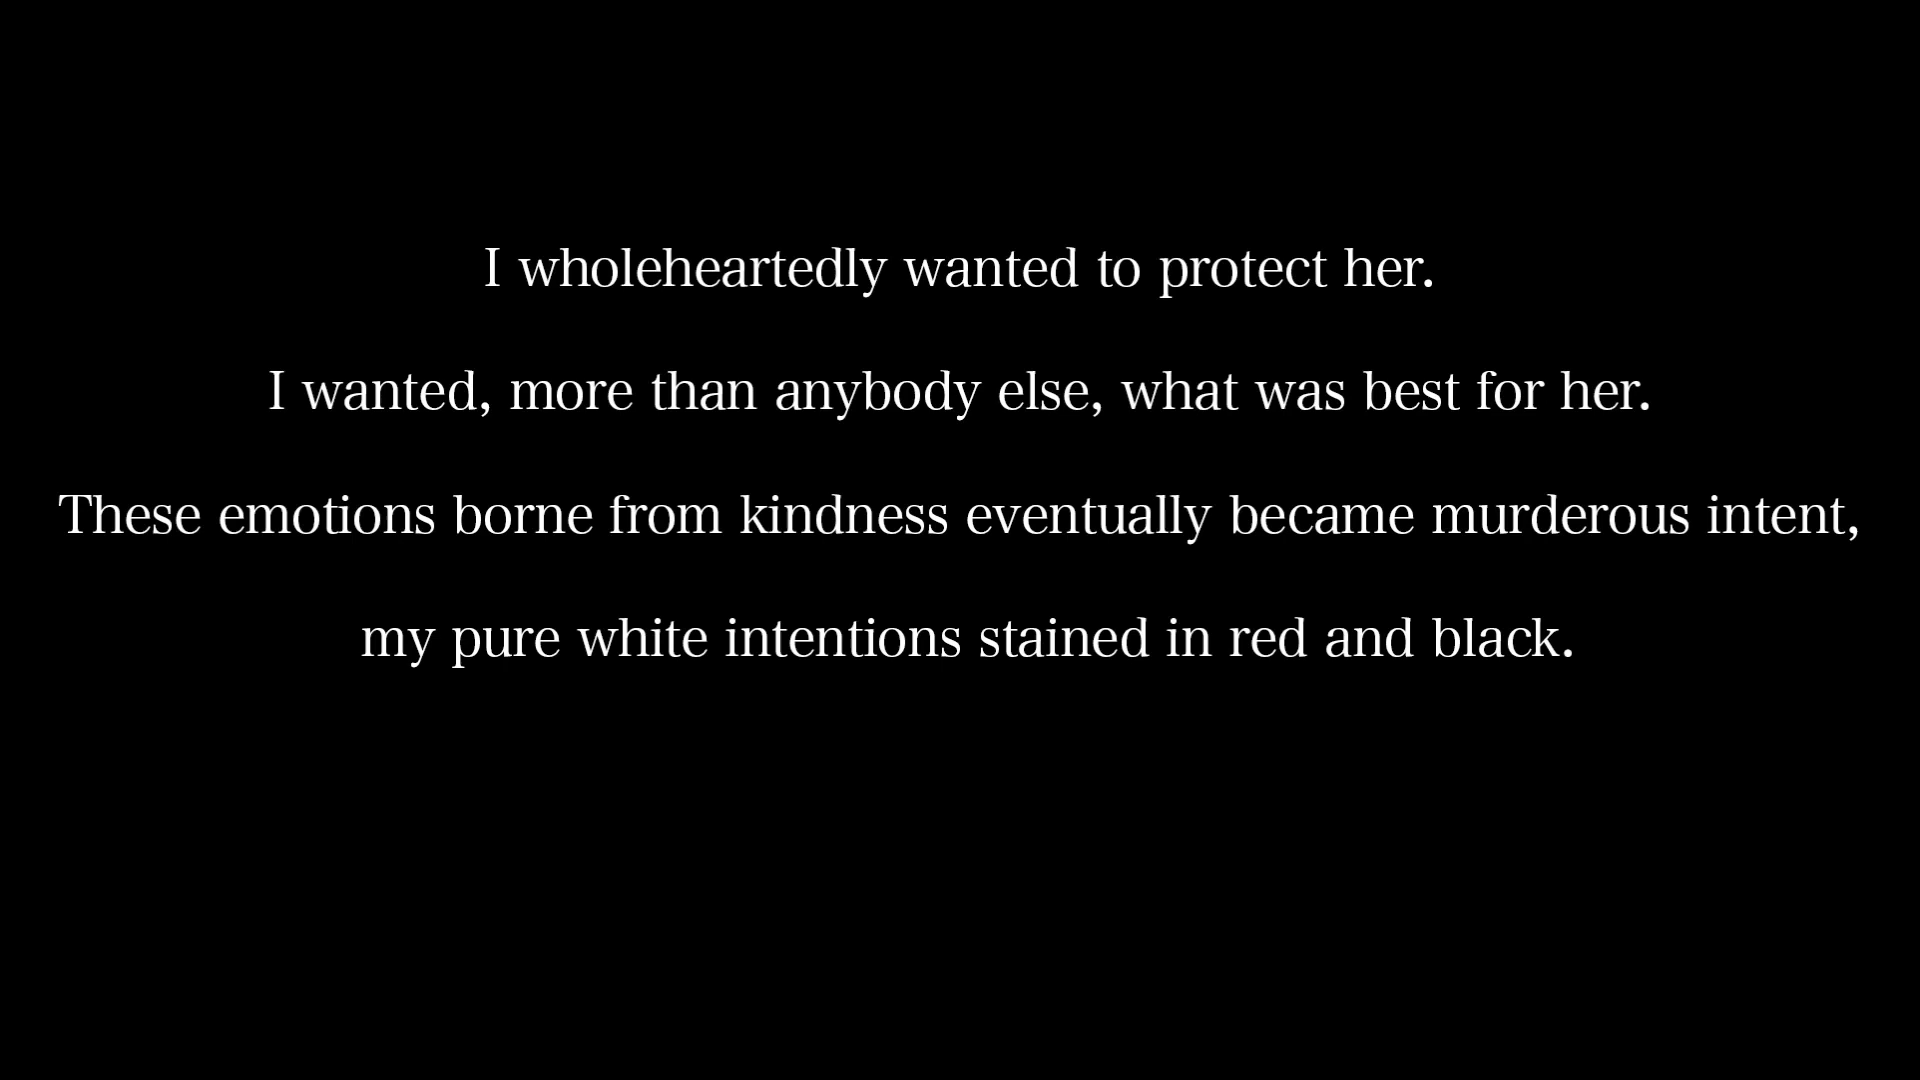 I wholeheartedly wanted to protect her.
I wanted, more than anybody else, what was best for her.
These emotions borne from kindness eventually became murderous intent,
my pure white intentions stained in red and black.